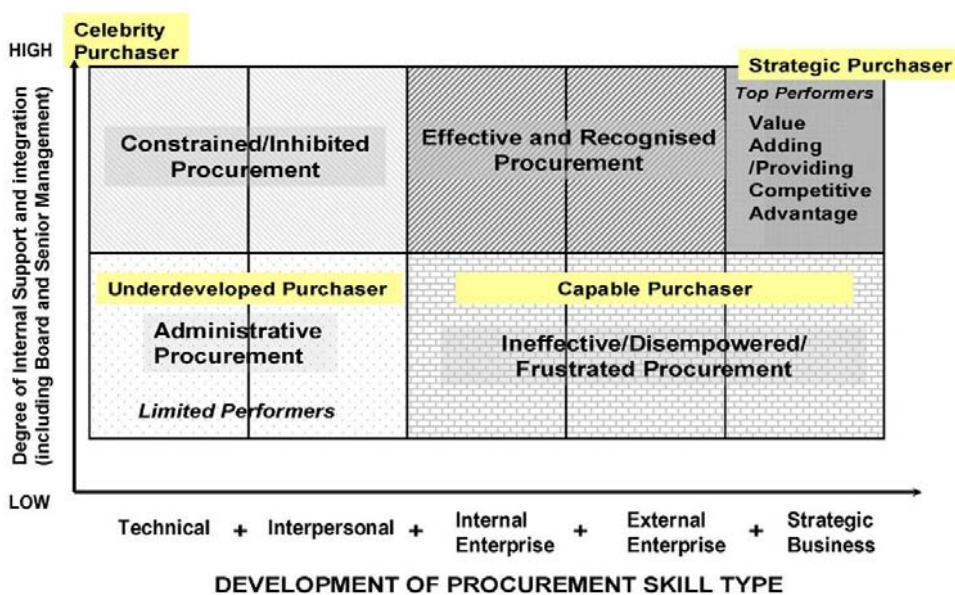 Celebrity
Purchaser
HIGH
Strategic Purchaser
Top Performers
Constrained/Inhibited
Procurement
Effective and Recognised
Procurement
Value
Adding
/Providing
Competitive
Advantage
Degree of Internal Support and integration
(including Board and Senior Management)
Underdeveloped Purchaser
Capable Purchaser
Administrative
Procurement
Ineffective/Disempowered/
Frustrated Procurement
Limited Performers
LOW
Technical + Interpersonal + Internal Enterprise + External Enterprise + Strategic Business
DEVELOPMENT OF PROCUREMENT SKILL TYPE